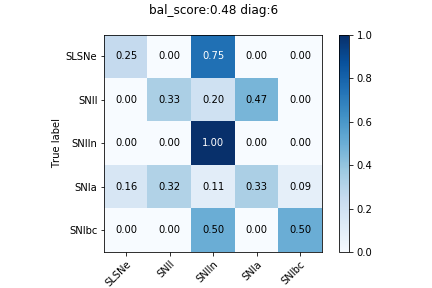 bal_score:0.48 diag:6
True label
SLSNe 0.25 0.00 0.75 0.00 0.00
SNII 0.00 0.33 0.20 0.47 0.00
SNIIn 0.00 0.00 1.00 0.00 0.00
SNIa 0.16 0.32 0.11 0.33 0.09
SNIbc 0.00 0.00 0.50 0.00 0.50
SLSNe SNII SNIIn SNIa SNIbc
1.0
0.8
0.6
0.4
0.2
0.0